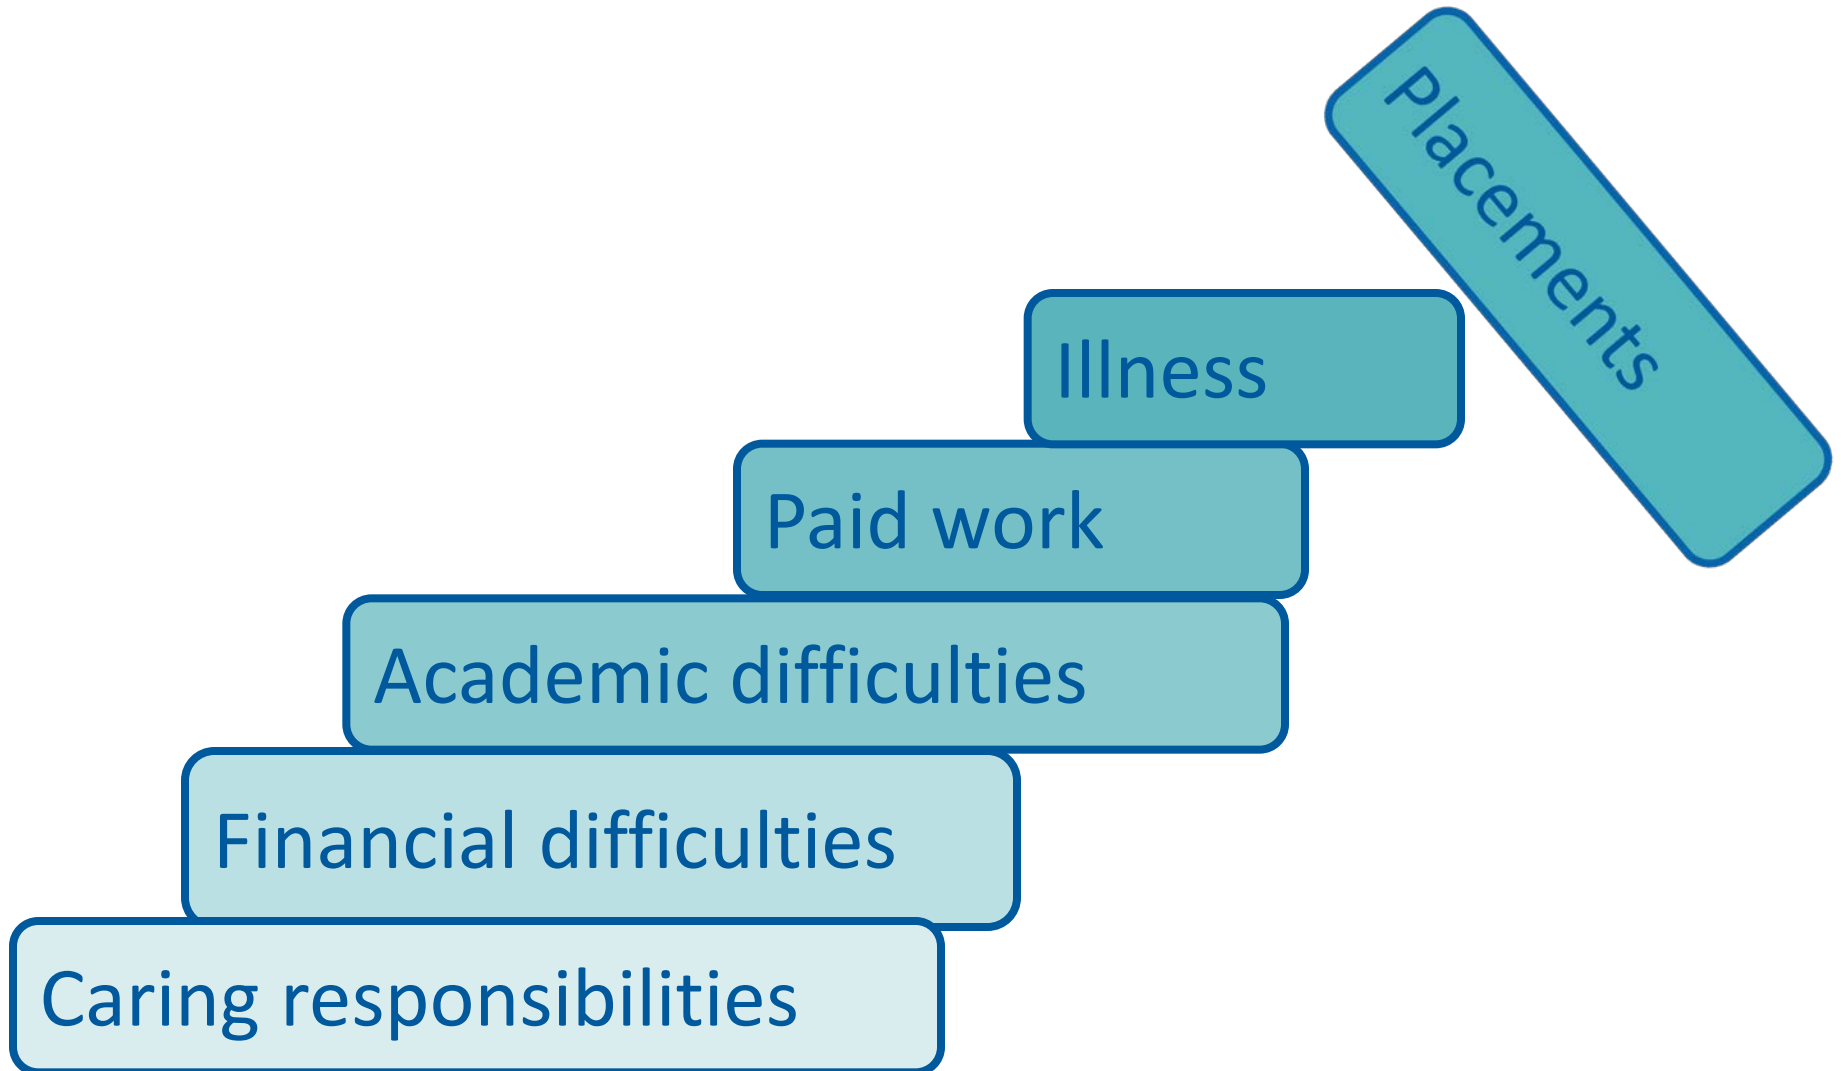 Placements
Illness
Paid work
Academic difficulties
Financial difficulties
Caring responsibilities